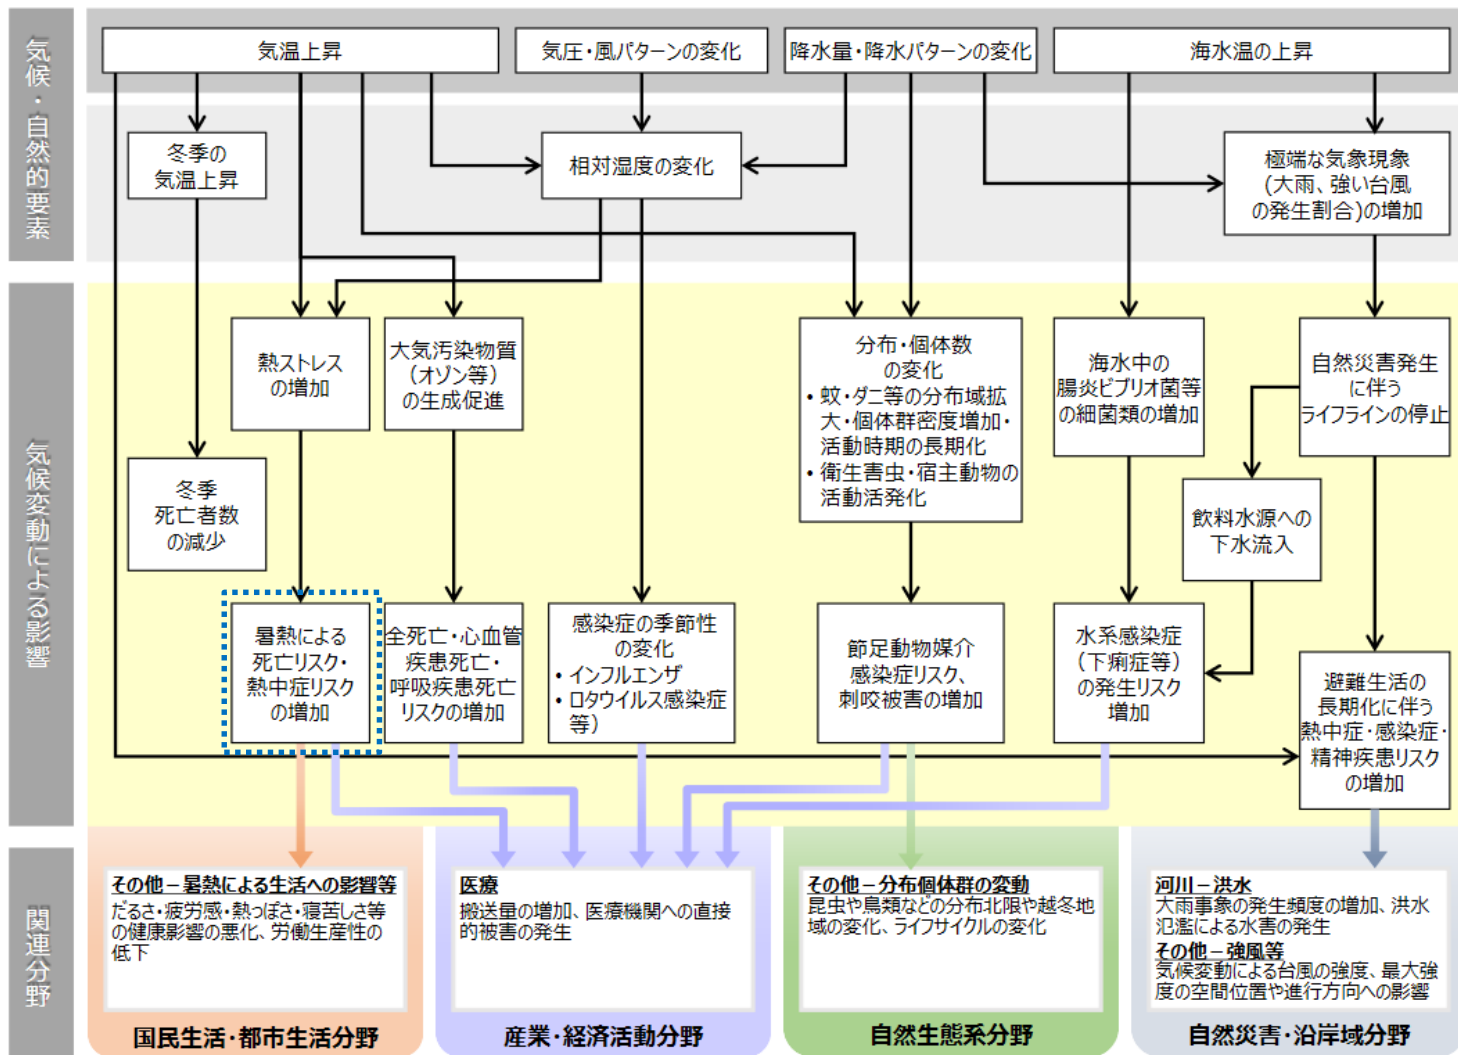 気候・自然的要素
気温上昇
気圧・風パターンの変化
降水量・降水パターンの変化
海水温の上昇
冬季の
気温上昇
相対湿度の変化
極端な気象現象
(大雨、強い台風
の発生割合)の増加
気候変動による影響
熱ストレス
の増加
大気汚染物質
（オゾン等）
の生成促進
分布・個体数
の変化
• 蚊・ダニ等の分布域拡
大・個体群密度増加・
活動時期の長期化
• 衛生害虫・宿主動物の
活動活発化
海水中の
腸炎ビブリオ菌等
の細菌類の増加
自然災害発生
に伴う
ライフラインの停止
冬季
死亡者数
の減少
飲料水源への
下水流入
暑熱による
死亡リスク・
熱中症リスク
の増加
全死亡・心血管
疾患死亡・
呼吸疾患死亡
リスクの増加
感染症の季節性
の変化
• インフルエンザ
• ロタウイルス感染症
等）
節足動物媒介
感染症リスク、
刺咬被害の増加
水系感染症
（下痢症等）
の発生リスク
増加
避難生活の
長期化に伴う
熱中症・感染症・
精神疾患リスク
の増加
関連分野
その他－暑熱による生活への影響等
だるさ・疲労感・熱っぽさ・寝苦しさ等
の健康影響の悪化、労働生産性の
低下
国民生活・都市生活分野
医療
搬送量の増加、医療機関への直接
的被害の発生
産業・経済活動分野
その他－分布個体群の変動
昆虫や鳥類などの分布北限や越冬地
域の変化、ライフサイクルの変化
自然生態系分野
河川－洪水
大雨事象の発生頻度の増加、洪水
氾濫による水害の発生
その他－強風等
気候変動による台風の強度、最大強
度の空間位置や進行方向への影響
自然災害・沿岸域分野